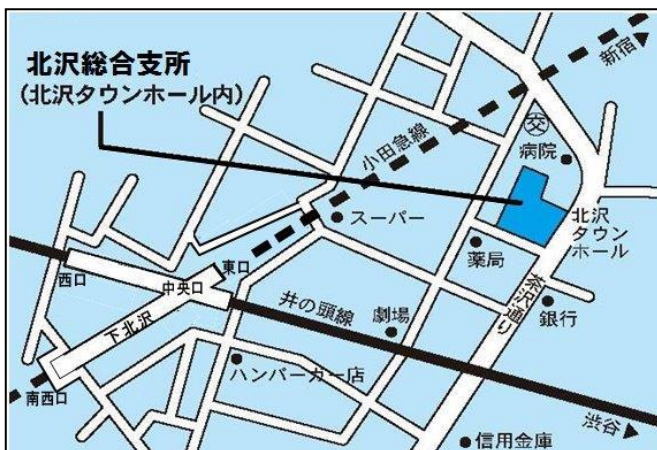 北沢総合支所
(北沢タウンホール内)
新宿
小田急線
交
病院
北沢
タウン
ホール
スーパー
薬局
東口
西口
中央口
下北沢
井の頭線
劇場
茶沢通り
銀行
ハンバーガー店
南西口
渋谷
信用金庫